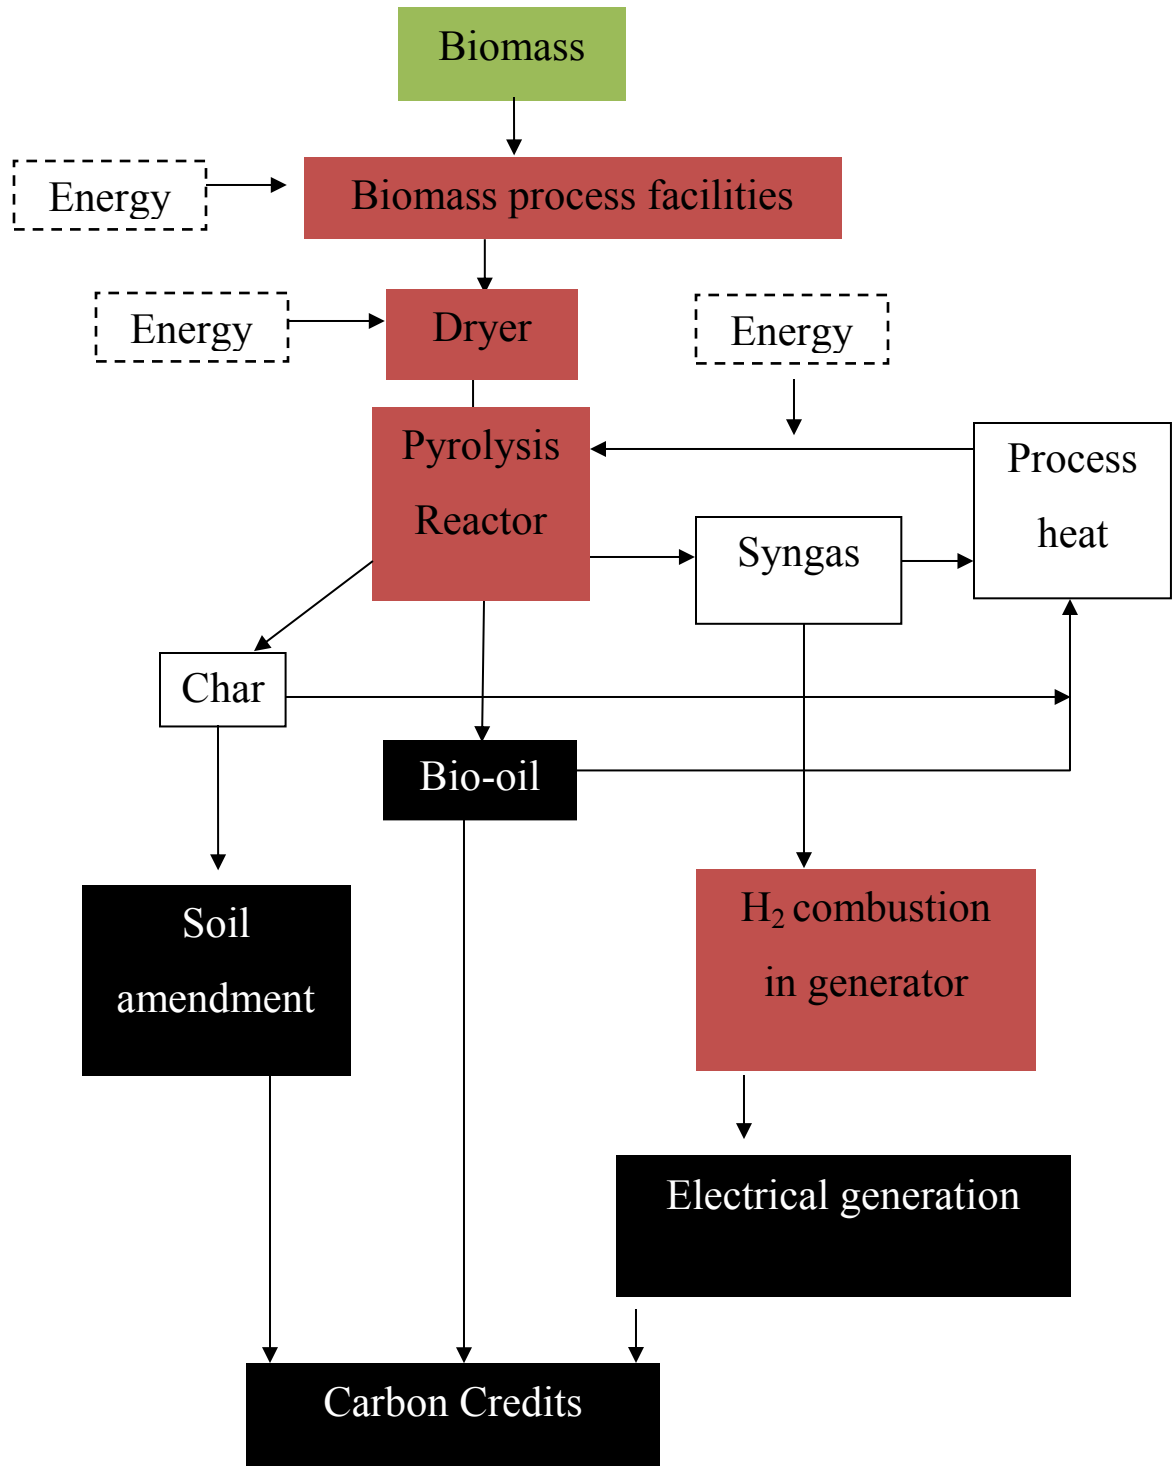 Biomass
Energy
Biomass process facilities
Energy
Dryer
Energy
Pyrolysis
Reactor
Process
heat
Syngas
Char
Bio-oil
Soil
amendment
H₂ combustion
in generator
Electrical generation
Carbon Credits